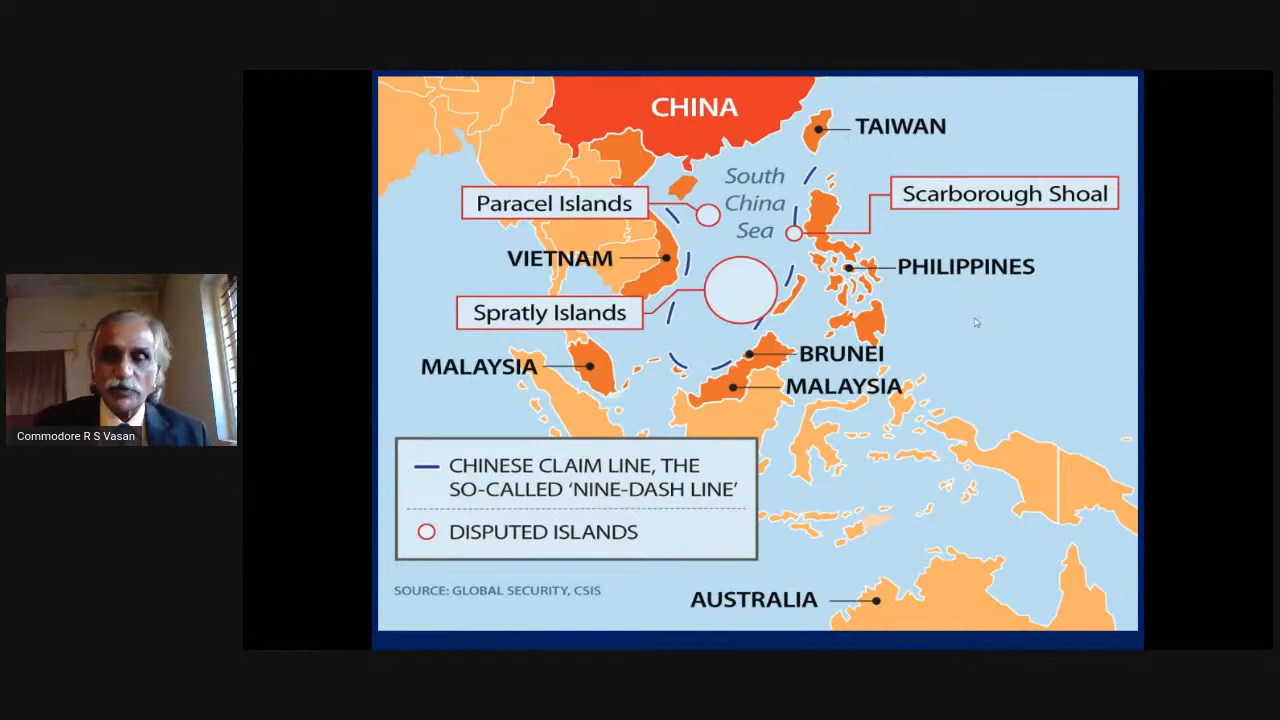 CHINA
TAIWAN
South
China
Sea
Scarborough Shoal
Paracel Islands
VIETNAM
PHILIPPINES
Spratly Islands
BRUNEI
MALAYSIA
MALAYSIA
Commodore R S Vasan
CHINESE CLAIM LINE, THE
SO-CALLED ‘NINE-DASH LINE’
DISPUTED ISLANDS
SOURCE: GLOBAL SECURITY, CSIS
AUSTRALIA